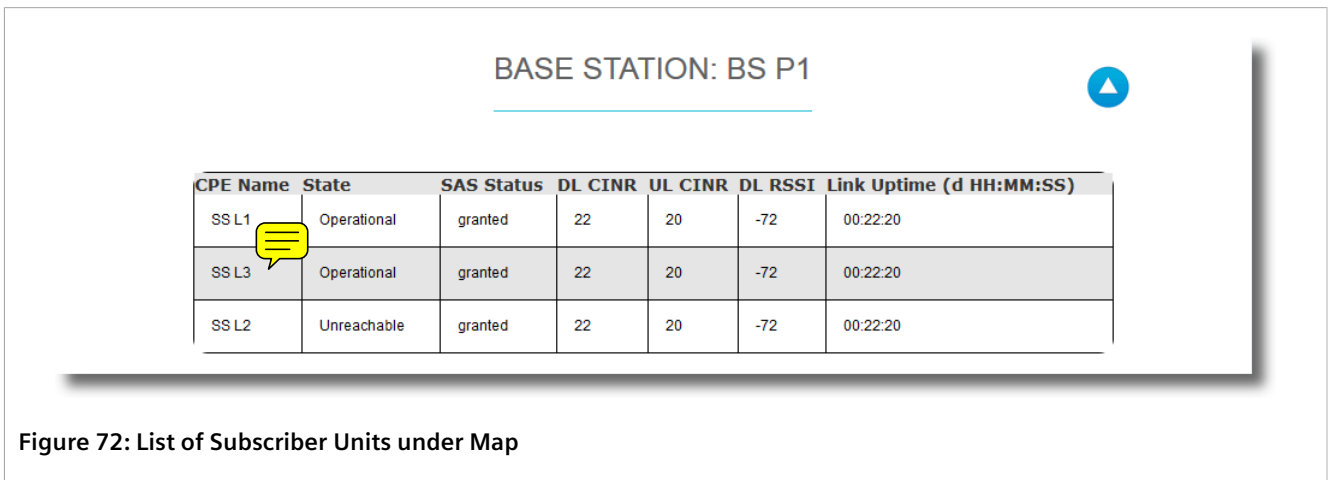 BASE STATION: BS P1
CPE Name State SAS Status DL CINR UL CINR DL RSSI Link Uptime (d HH:MM:SS)
SS L1 Operational granted 22 20 -72 00:22:20
SS L3 Operational granted 22 20 -72 00:22:20
SS L2 Unreachable granted 22 20 -72 00:22:20
Figure 72: List of Subscriber Units under Map